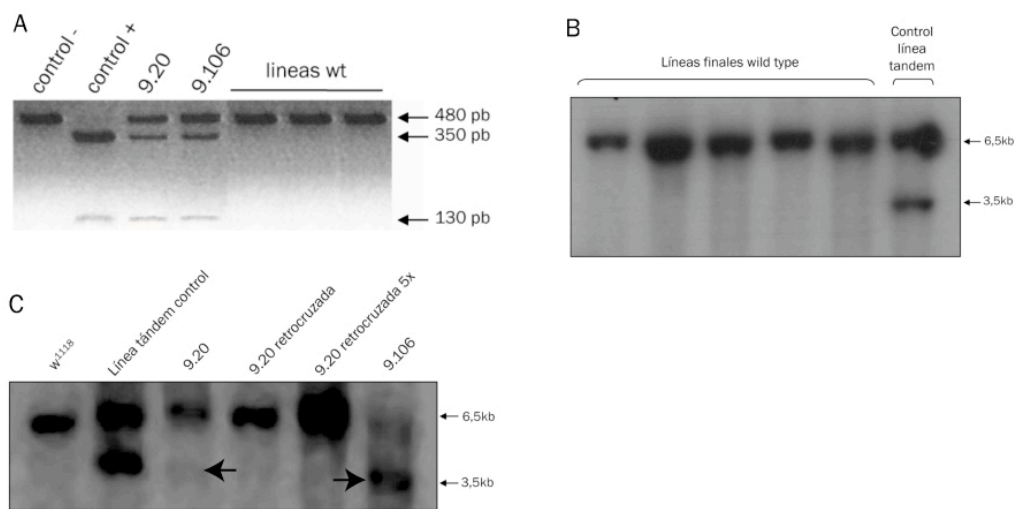 A
control -
control +
9.20
9.106
lineas wt
480 pb
350 pb
130 pb
B
Líneas finales wild type
Control
línea
tandem
6,5kb
3,5kb
C
w1118
Línea tándem control
9.20
9.20 retrocruzada
9.20 retrocruzada 5x
9.106
6,5kb
3,5kb